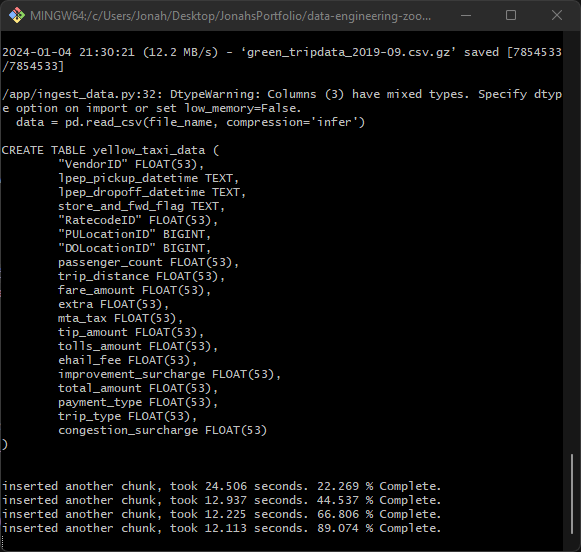 MINGW64:/c/Users/Jonah/Desktop/JonahsPortfolio/data-engineering-zoo...
2024-01-04 21:30:21 (12.2 MB/s) - ‘green_tripdata_2019-09.csv.gz’ saved [7854533
/7854533]
/app/ingest_data.py:32: DtypeWarning: Columns (3) have mixed types. Specify dtyp
e option on import or set low_memory=False.
  data = pd.read_csv(file_name, compression='infer')
CREATE TABLE yellow_taxi_data (
        "VendorID" FLOAT(53),
        lpep_pickup_datetime TEXT,
        lpep_dropoff_datetime TEXT,
        store_and_fwd_flag TEXT,
        "RatecodeID" FLOAT(53),
        "PULocationID" BIGINT,
        "DOLocationID" BIGINT,
        passenger_count FLOAT(53),
        trip_distance FLOAT(53),
        fare_amount FLOAT(53),
        extra FLOAT(53),
        mta_tax FLOAT(53),
        tip_amount FLOAT(53),
        tolls_amount FLOAT(53),
        ehail_fee FLOAT(53),
        improvement_surcharge FLOAT(53),
        total_amount FLOAT(53),
        payment_type FLOAT(53),
        trip_type FLOAT(53),
        congestion_surcharge FLOAT(53)
)
inserted another chunk, took 24.506 seconds. 22.269 % Complete.
inserted another chunk, took 12.937 seconds. 44.537 % Complete.
inserted another chunk, took 12.225 seconds. 66.806 % Complete.
inserted another chunk, took 12.113 seconds. 89.074 % Complete.